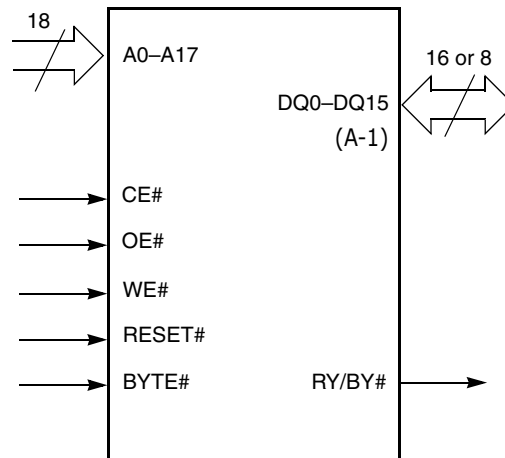 18
A0–A17
16 or 8
DQ0–DQ15
(A-1)
CE#
OE#
WE#
RESET#
BYTE#
RY/BY#